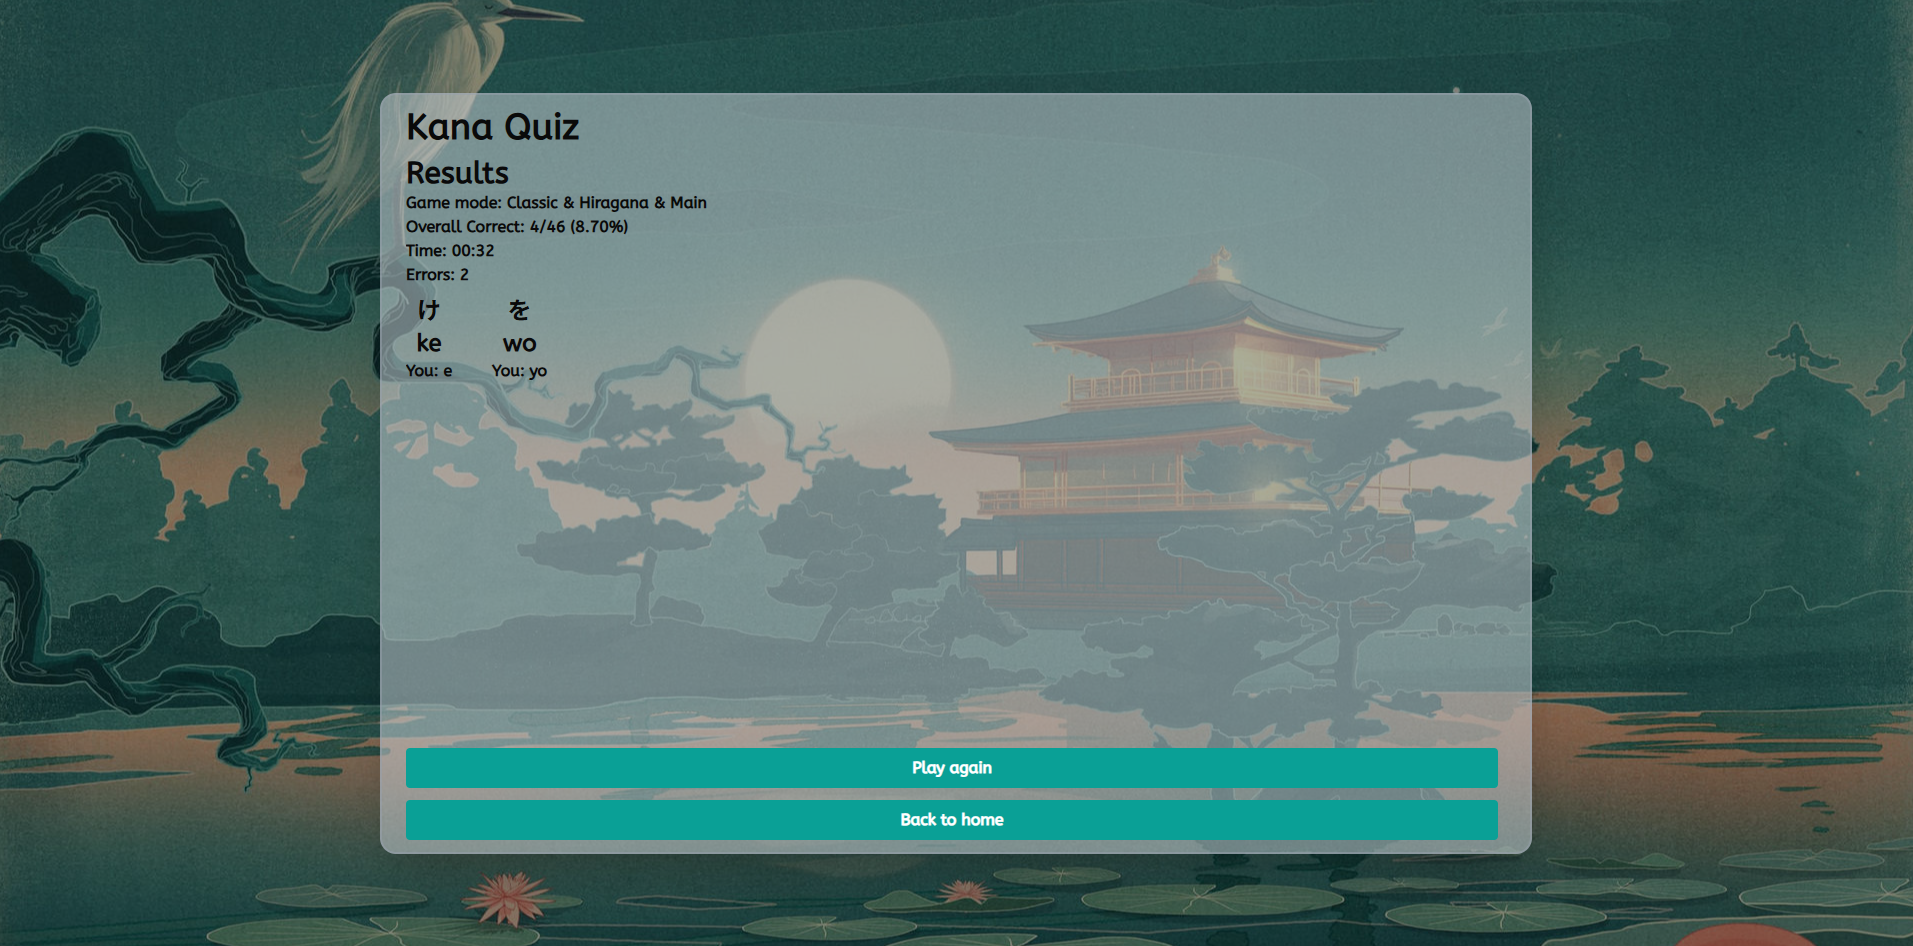 Kana Quiz
Results
Game mode: Classic & Hiragana & Main
Overall Correct: 4/46 (8.70%)
Time: 00:32
Errors: 2
け を
ke wo
You: e You: yo
Play again
Back to home